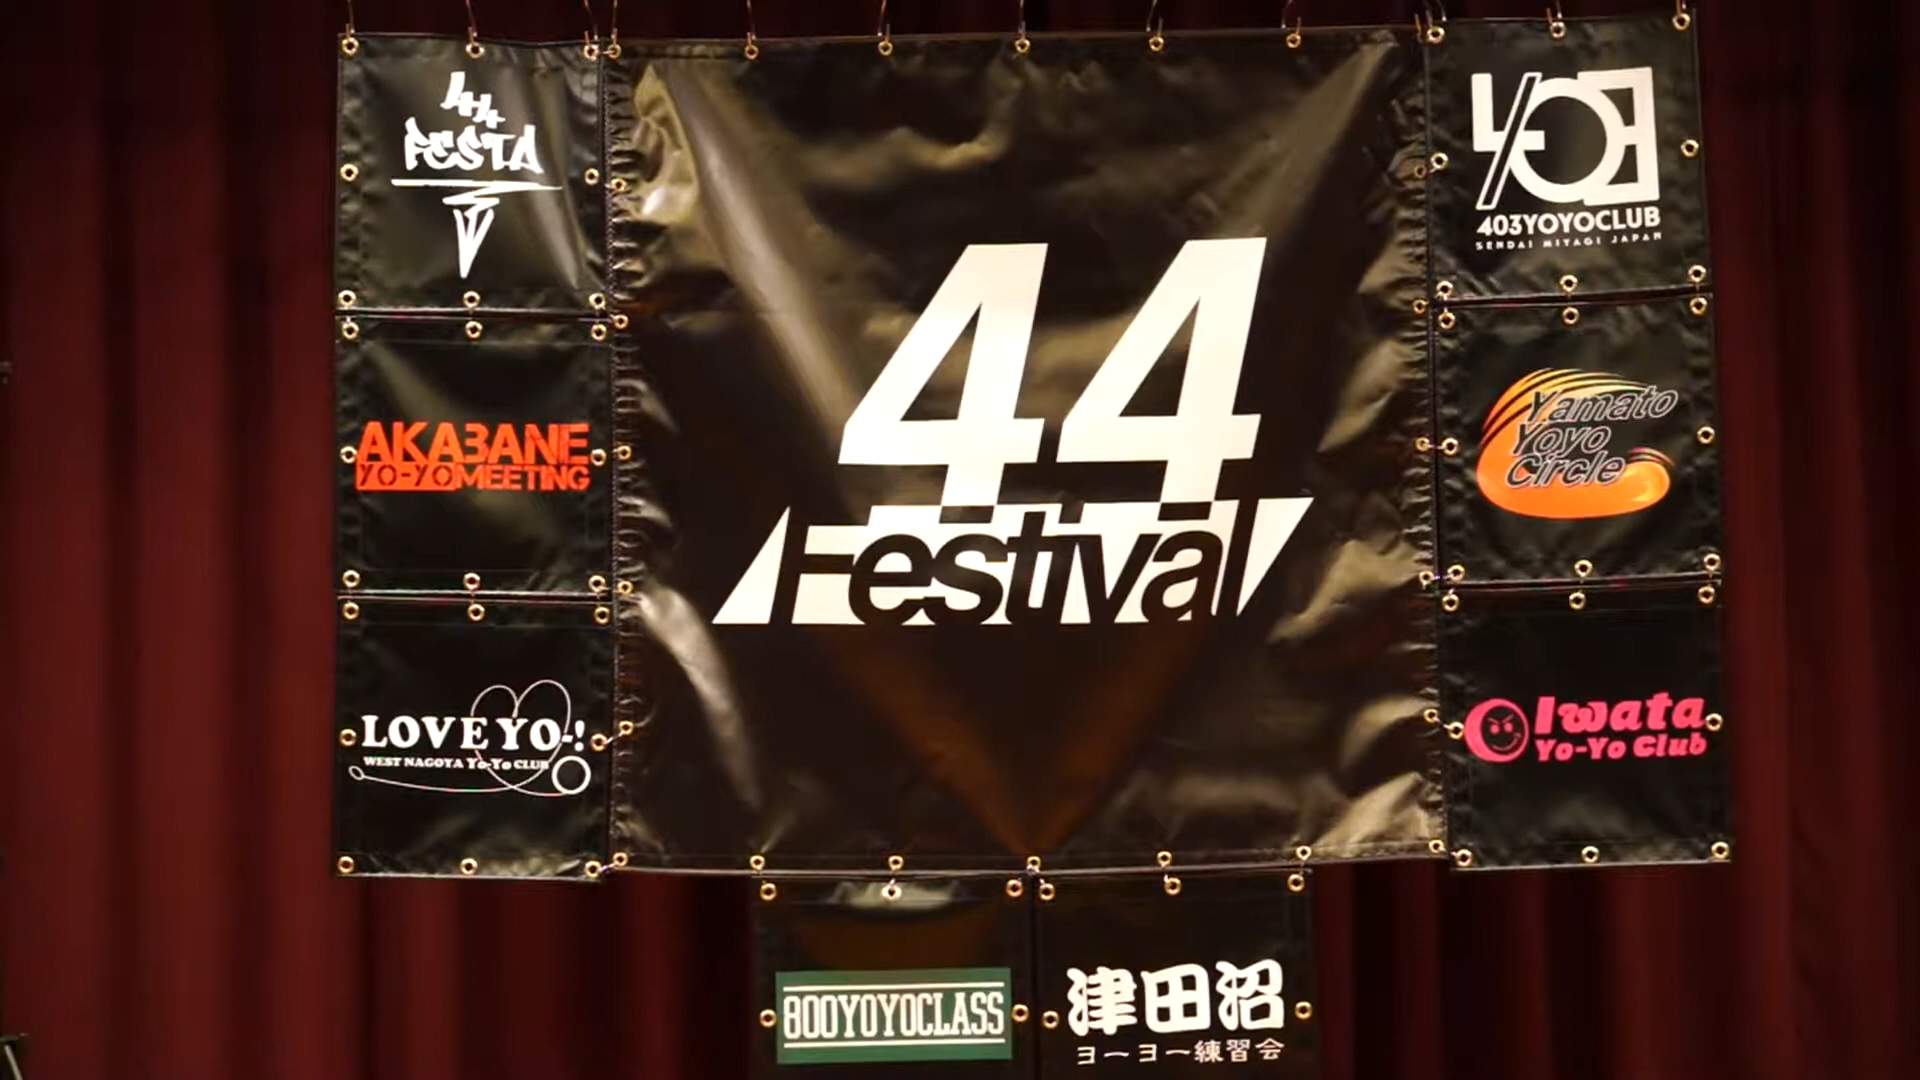 44
FESTA
44
Festival
403YOYOCLUB
SENDAI MIYAGI JAPAN
AKABANE
YO-YO MEETING
Yamato
Yoyo
Circle
LOVE YO-!
WEST NAGOYA Yo-Yo CLUB
Iwata
Yo-Yo Club
800YOYOCLASS
津田沼
ヨーヨー練習会